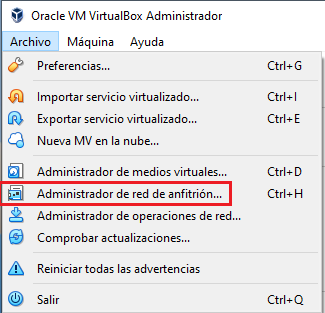 Oracle VM VirtualBox Administrador
Archivo Máquina Ayuda
Preferencias... Ctrl+G
Importar servicio virtualizado... Ctrl+I
Exportar servicio virtualizado... Ctrl+E
Nueva MV en la nube...
Administrador de medios virtuales... Ctrl+D
Administrador de red de anfitrión... Ctrl+H
Administrador de operaciones de red...
Comprobar actualizaciones...
Reiniciar todas las advertencias
Salir Ctrl+Q